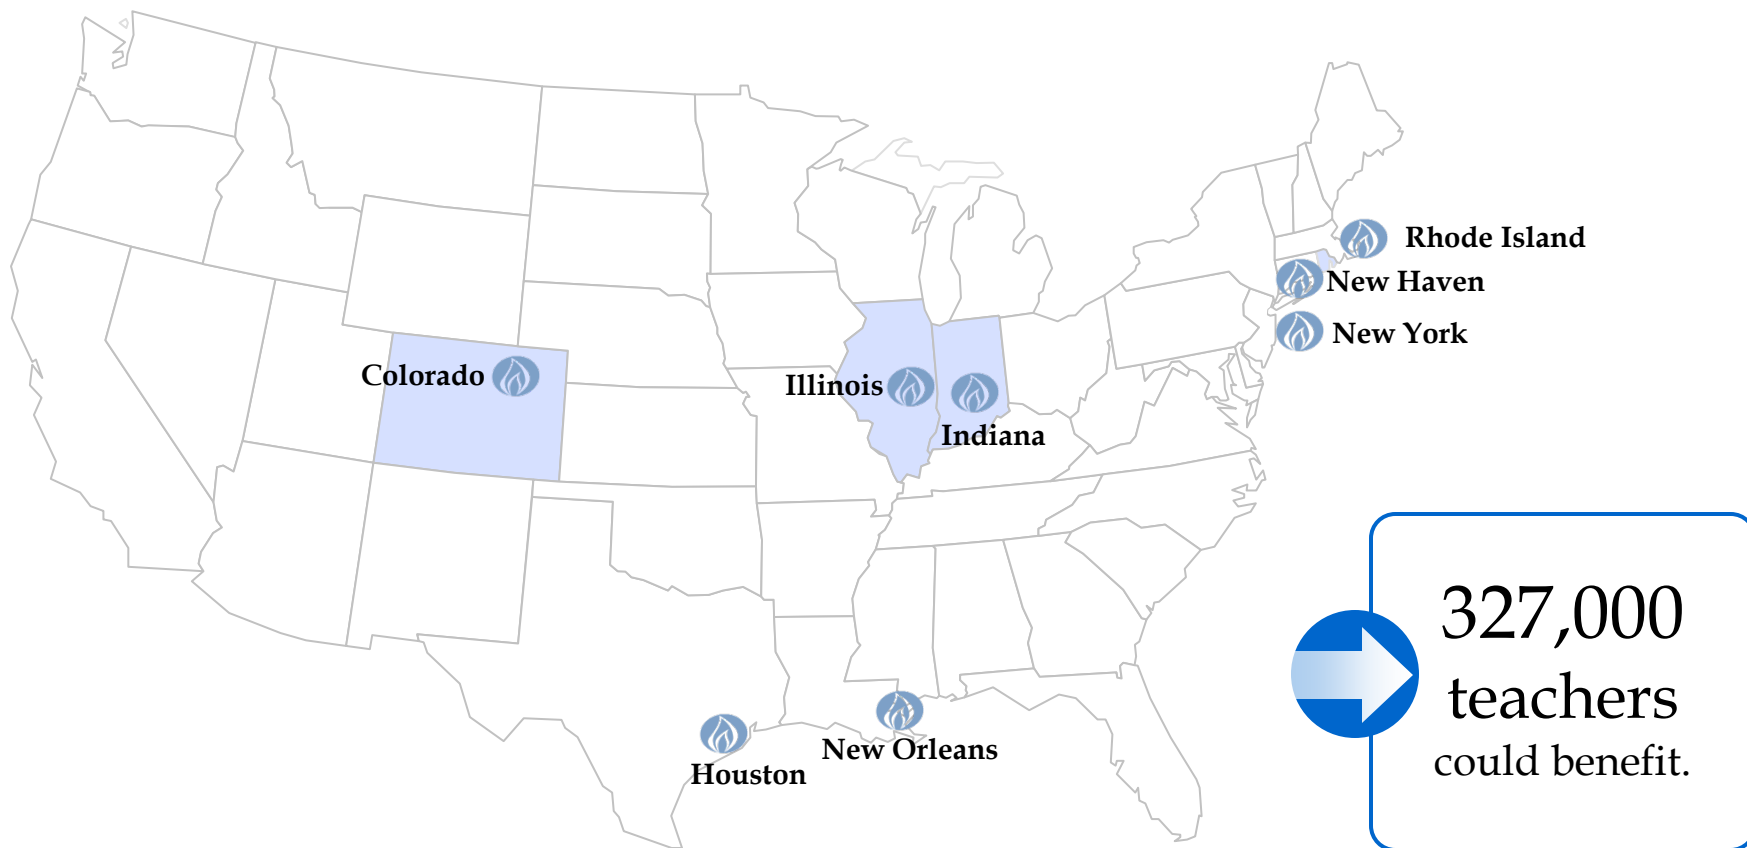 Rhode Island
New Haven
New York
Colorado
Illinois
Indiana
New Orleans
Houston
327,000
teachers
could benefit.